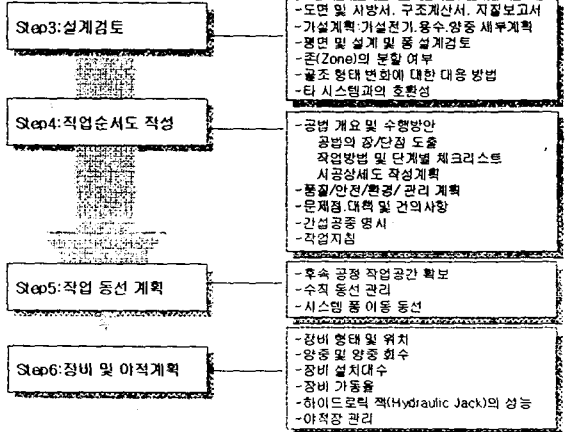 -도면 및 시방서, 구조계산서, 지질보고서
Step3:설계검토
-가설계획:가설전기.용수.양중 세부계획
-평면 및 설계 및 폼 설계검토
-존(Zone)의 분할 여부
-골조 형태 변화에 대한 대응 방법
-타 시스템과의 호환성
Step4:작업순서도 작성
-공법 개요 및 수행방안
공법의 장/단점 도출
작업방법 및 단계별 체크리스트
시공상세도 작성계획
-품질/안전/환경/관리 계획
-문제점.대책 및 건의사항
-간섭공종 명시
-작업지침
Step5:작업 동선 계획
-후속 공정 작업공간 확보
-수직 동선 관리
-시스템 폼 이동 동선
Step6:장비 및 야적계획
-장비 형태 및 위치
-양중 및 양중 회수
-장비 설치대수
-장비 가동율
-하이드로릭 잭(Hydraulic Jack)의 성능
-야적장 관리